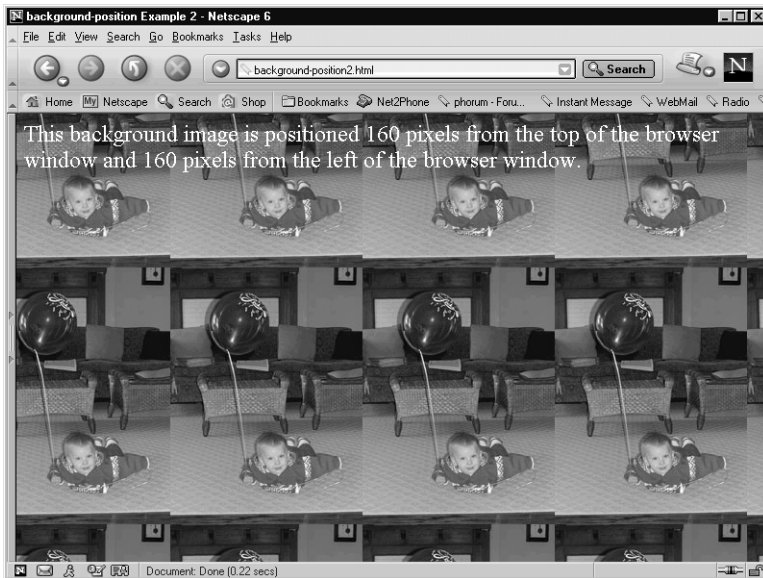 background-position Example 2 - Netscape 6
File Edit View Search Go Bookmarks Tasks Help
background-position2.html Search N
Home My Netscape Search Shop Bookmarks Net2Phone phorum - Foru... Instant Message WebMail Radio
This background image is positioned 160 pixels from the top of the browser
window and 160 pixels from the left of the browser window.
Document: Done (0.22 secs)